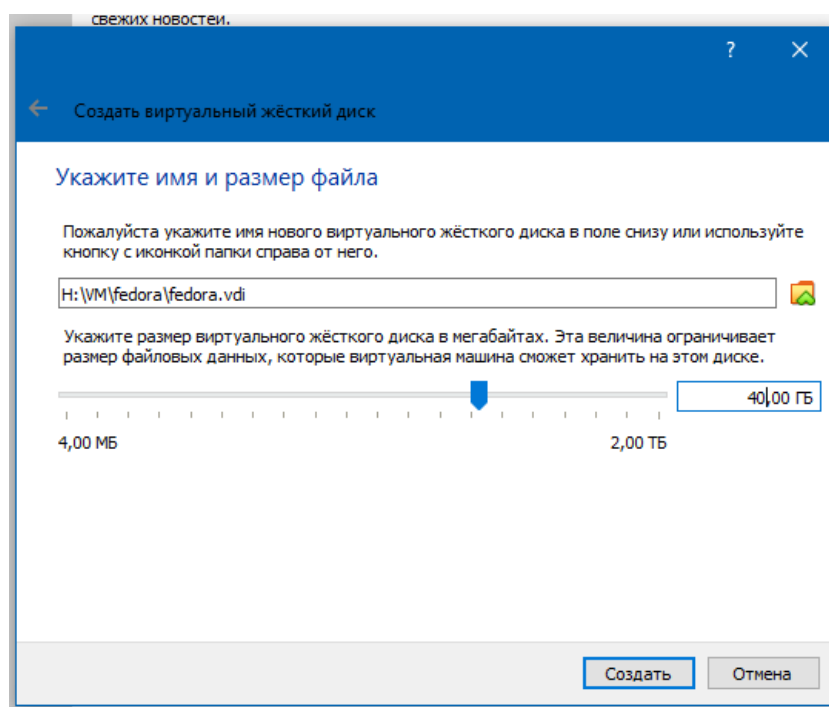 свежих новостей.
?
Создать виртуальный жёсткий диск
Укажите имя и размер файла
Пожалуйста укажите имя нового виртуального жёсткого диска в поле снизу или используйте
кнопку с иконкой папки справа от него.
H:\VM\fedora\fedora.vdi
Укажите размер виртуального жёсткого диска в мегабайтах. Эта величина ограничивает
размер файловых данных, которые виртуальная машина сможет хранить на этом диске.
40,00 ГБ
4,00 МБ 2,00 ТБ
Создать Отмена